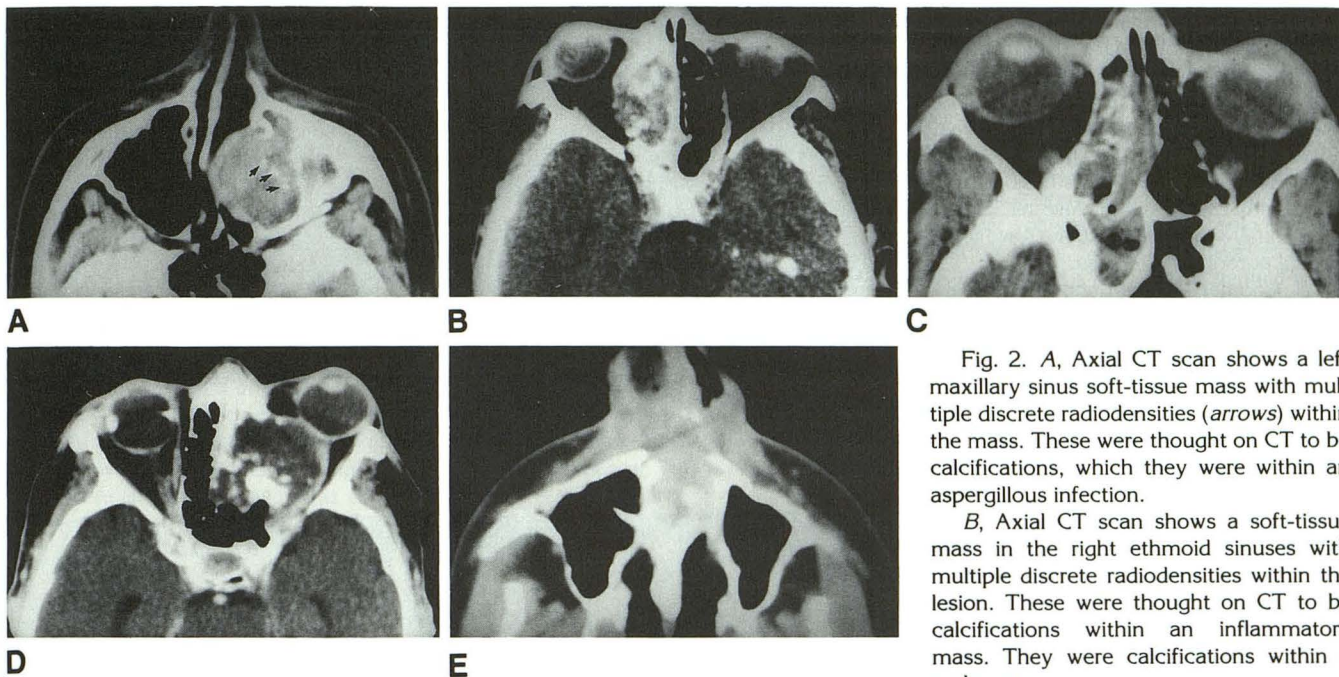 A
B
C
D
E
Fig. 2. A, Axial CT scan shows a left
maxillary sinus soft-tissue mass with mul
tiple discrete radiodensities (arrows) within
the mass. These were thought on CT to b
calcifications, which they were within a
aspergillous infection.
B, Axial CT scan shows a soft-tissu
mass in the right ethmoid sinuses wit
multiple discrete radiodensities within th
lesion. These were thought on CT to b
calcifications within an inflammator
mass. They were calcifications within